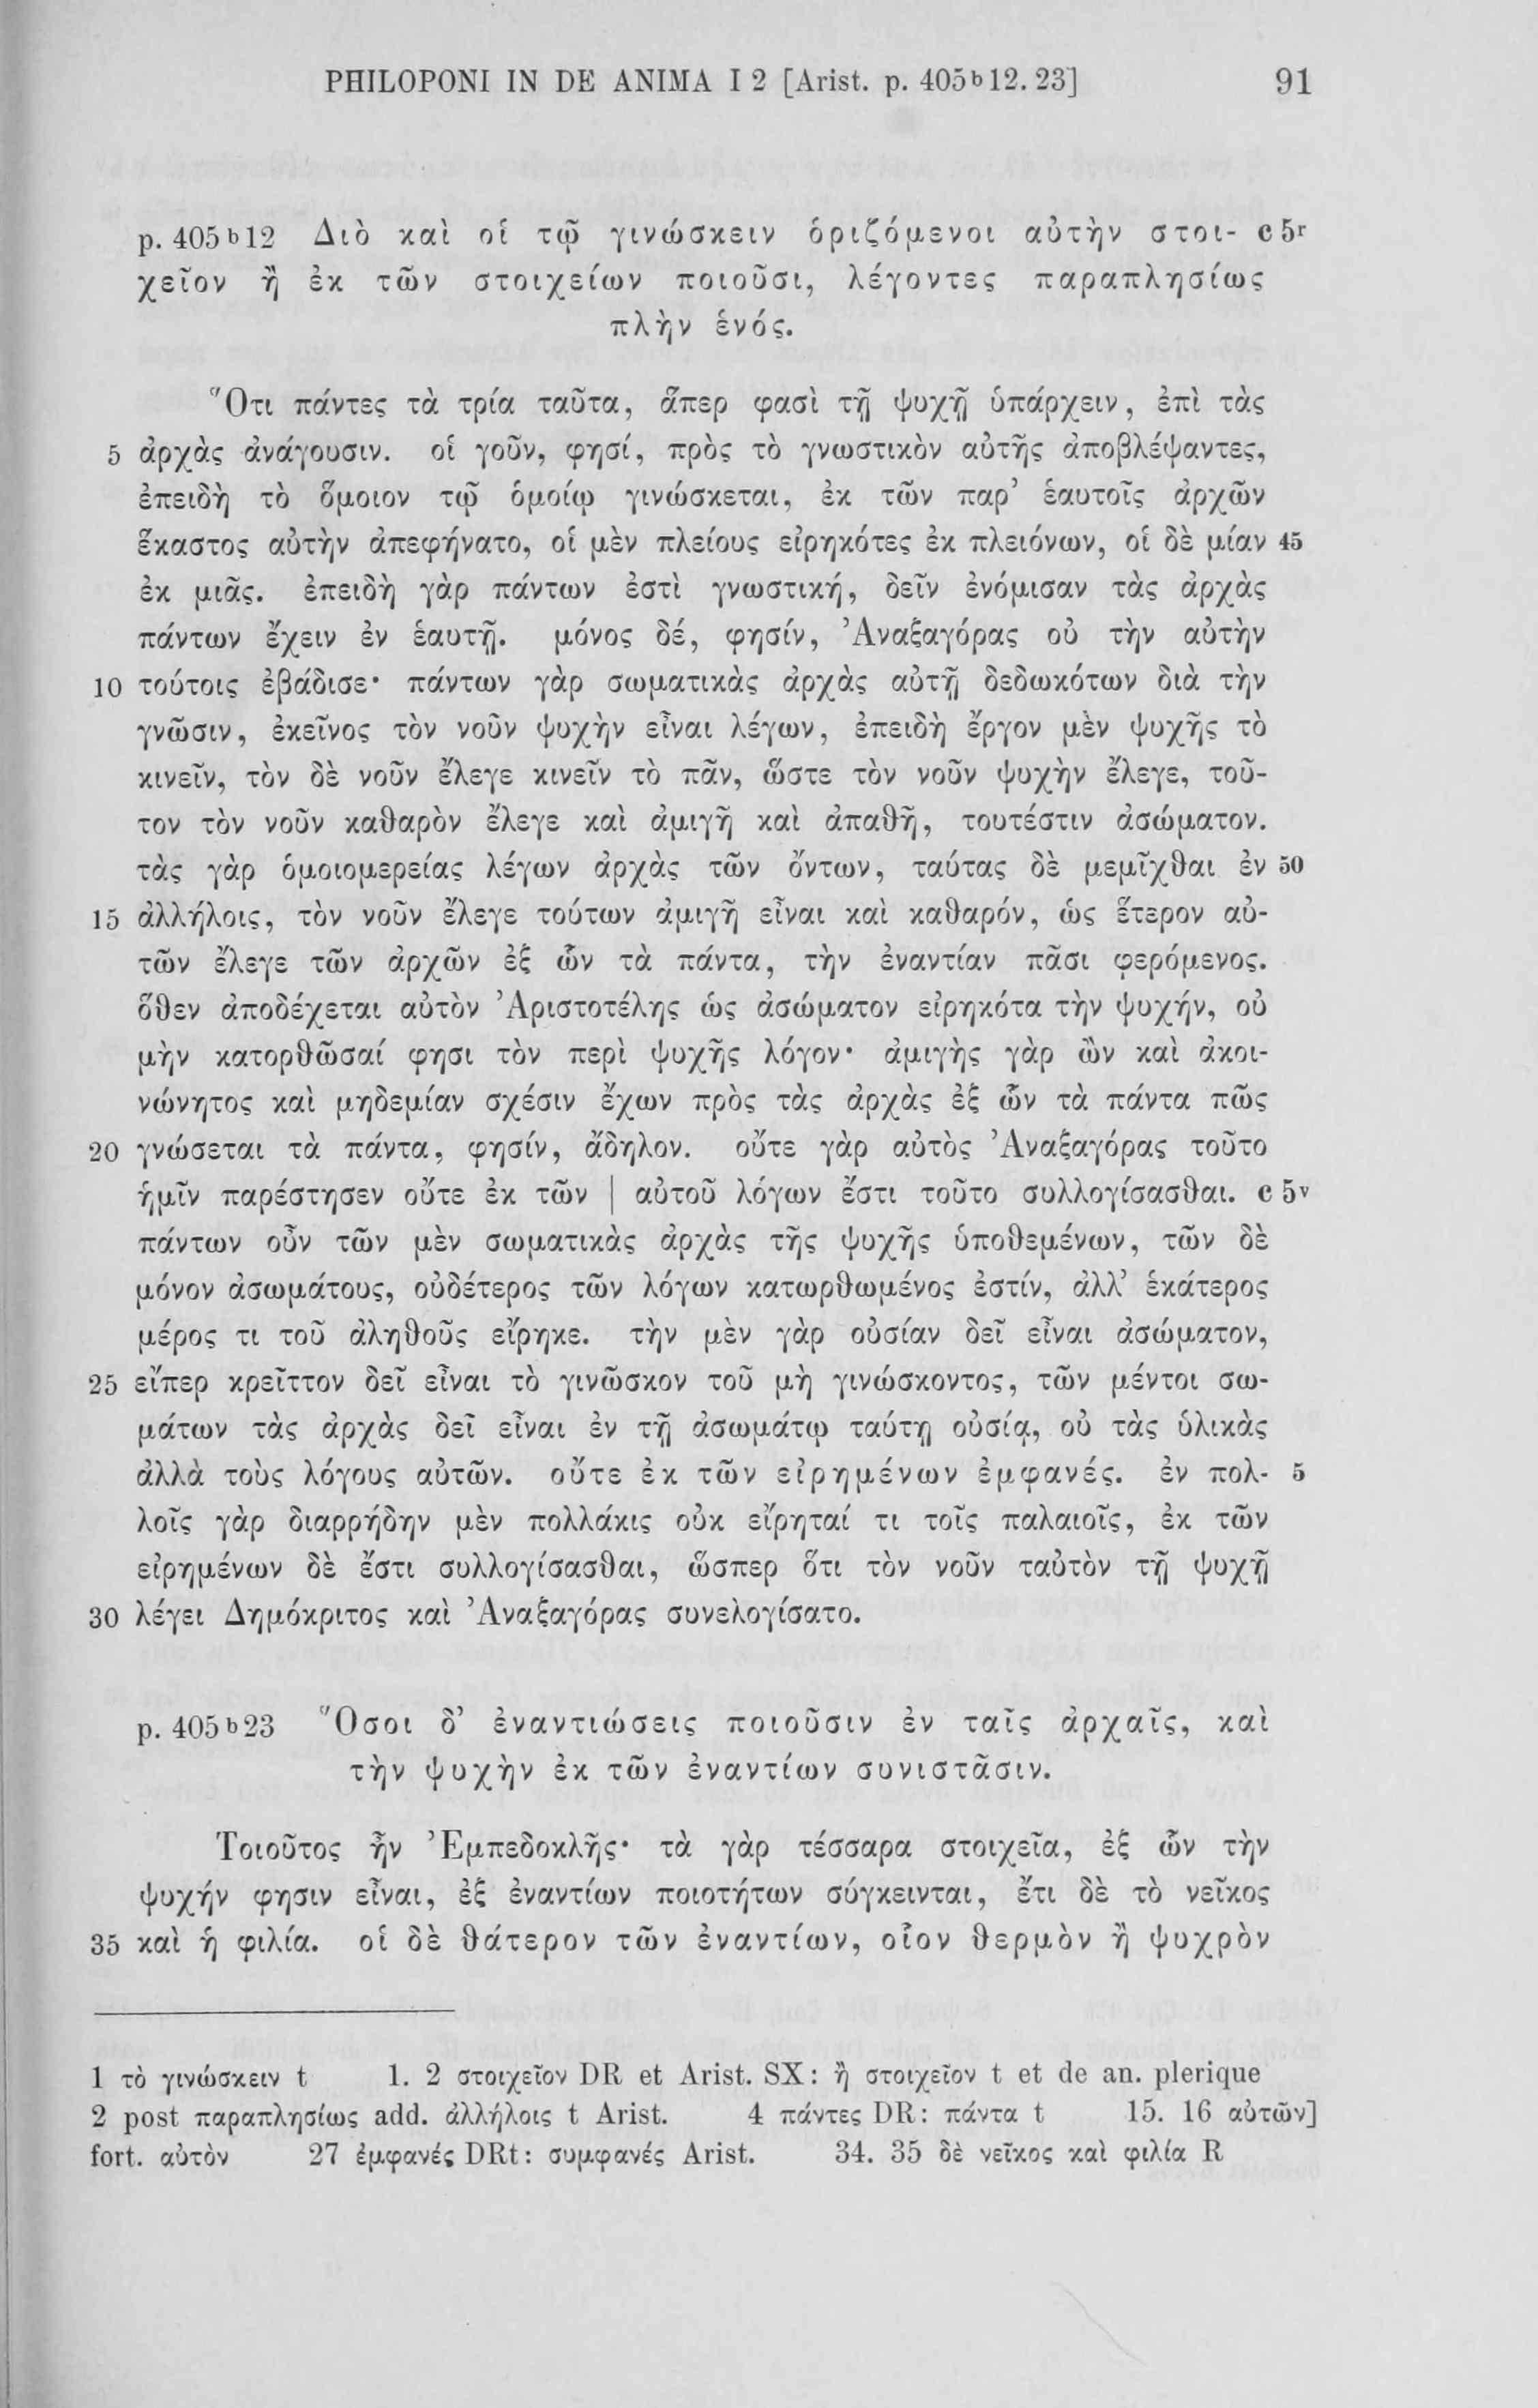 PHILOPONI IN DE ANIMA I 2 [Arist. p. 405ᵇ12. 23] 91
p. 405ᵇ12 Διὸ καὶ οἱ τῷ γινώσκειν ὁριζόμενοι αὐτὴν στοι- c 5ʳ
χεῖον ἢ ἐκ τῶν στοιχείων ποιοῦσι, λέγοντες παραπλησίως
πλὴν ἑνός.
Ὅτι πάντες τὰ τρία ταῦτα, ἅπερ φασὶ τῇ ψυχῇ ὑπάρχειν, ἐπὶ τὰς
5 ἀρχὰς ἀνάγουσιν. οἱ γοῦν, φησί, πρὸς τὸ γνωστικὸν αὐτῆς ἀποβλέψαντες,
ἐπειδὴ τὸ ὅμοιον τῷ ὁμοίῳ γινώσκεται, ἐκ τῶν παρ’ ἑαυτοῖς ἀρχῶν
ἕκαστος αὐτὴν ἀπεφήνατο, οἱ μὲν πλείους εἰρηκότες ἐκ πλειόνων, οἱ δὲ μίαν 45
ἐκ μιᾶς. ἐπειδὴ γὰρ πάντων ἐστὶ γνωστική, δεῖν ἐνόμισαν τὰς ἀρχὰς
πάντων ἔχειν ἐν ἑαυτῇ. μόνος δέ, φησίν, Ἀναξαγόρας οὐ τὴν αὐτὴν
10 τούτοις ἐβάδισε· πάντων γὰρ σωματικὰς ἀρχὰς αὐτῇ δεδωκότων διὰ τὴν
γνῶσιν, ἐκεῖνος τὸν νοῦν ψυχὴν εἶναι λέγων, ἐπειδὴ ἔργον μὲν ψυχῆς τὸ
κινεῖν, τὸν δὲ νοῦν ἔλεγε κινεῖν τὸ πᾶν, ὥστε τὸν νοῦν ψυχὴν ἔλεγε, τοῦ-
τον τὸν νοῦν καθαρὸν ἔλεγε καὶ ἀμιγῆ καὶ ἀπαθῆ, τουτέστιν ἀσώματον.
τὰς γὰρ ὁμοιομερείας λέγων ἀρχὰς τῶν ὄντων, ταύτας δὲ μεμῖχθαι ἐν 50
15 ἀλλήλοις, τὸν νοῦν ἔλεγε τούτων ἀμιγῆ εἶναι καὶ καθαρόν, ὡς ἕτερον αὐ-
τῶν ἔλεγε τῶν ἀρχῶν ἐξ ὧν τὰ πάντα, τὴν ἐναντίαν πᾶσι φερόμενος.
ὅθεν ἀποδέχεται αὐτὸν Ἀριστοτέλης ὡς ἀσώματον εἰρηκότα τὴν ψυχήν, οὐ
μὴν κατορθῶσαί φησι τὸν περὶ ψυχῆς λόγον· ἀμιγὴς γὰρ ὢν καὶ ἀκοι-
νώνητος καὶ μηδεμίαν σχέσιν ἔχων πρὸς τὰς ἀρχὰς ἐξ ὧν τὰ πάντα πῶς
20 γνώσεται τὰ πάντα, φησίν, ἄδηλον. οὔτε γὰρ αὐτὸς Ἀναξαγόρας τοῦτο
ἡμῖν παρέστησεν οὔτε ἐκ τῶν | αὐτοῦ λόγων ἔστι τοῦτο συλλογίσασθαι. c 5ᵛ
πάντων οὖν τῶν μὲν σωματικὰς ἀρχὰς τῆς ψυχῆς ὑποθεμένων, τῶν δὲ
μόνον ἀσωμάτους, οὐδέτερος τῶν λόγων κατωρθωμένος ἐστίν, ἀλλ’ ἑκάτερος
μέρος τι τοῦ ἀληθοῦς εἴρηκε. τὴν μὲν γὰρ οὐσίαν δεῖ εἶναι ἀσώματον,
25 εἴπερ κρεῖττον δεῖ εἶναι τὸ γινῶσκον τοῦ μὴ γινώσκοντος, τῶν μέντοι σω-
μάτων τὰς ἀρχὰς δεῖ εἶναι ἐν τῇ ἀσωμάτῳ ταύτῃ οὐσίᾳ, οὐ τὰς ὑλικὰς
ἀλλὰ τοὺς λόγους αὐτῶν. οὔτε ἐκ τῶν εἰρημένων ἐμφανές. ἐν πολ- 5
λοῖς γὰρ διαρρήδην μὲν πολλάκις οὐκ εἴρηταί τι τοῖς παλαιοῖς, ἐκ τῶν
εἰρημένων δὲ ἔστι συλλογίσασθαι, ὥσπερ ὅτι τὸν νοῦν ταὐτὸν τῇ ψυχῇ
30 λέγει Δημόκριτος καὶ Ἀναξαγόρας συνελογίσατο.
p. 405ᵇ23 Ὅσοι δ’ ἐναντιώσεις ποιοῦσιν ἐν ταῖς ἀρχαῖς, καὶ
τὴν ψυχὴν ἐκ τῶν ἐναντίων συνιστᾶσιν.
Τοιοῦτος ἦν Ἐμπεδοκλῆς· τὰ γὰρ τέσσαρα στοιχεῖα, ἐξ ὧν τὴν
ψυχήν φησιν εἶναι, ἐξ ἐναντίων ποιοτήτων σύγκεινται, ἔτι δὲ τὸ νεῖκος
35 καὶ ἡ φιλία. οἱ δὲ θάτερον τῶν ἐναντίων, οἷον θερμὸν ἢ ψυχρὸν
1 τὸ γινώσκειν t 1. 2 στοιχεῖον DR et Arist. SX: ἢ στοιχεῖον t et de an. plerique
2 post παραπλησίως add. ἀλλήλοις t Arist. 4 πάντες DR: πάντα t 15. 16 αὐτῶν]
fort. αὐτὸν 27 ἐμφανές DRt: συμφανές Arist. 34. 35 δὲ νεῖκος καὶ φιλία R